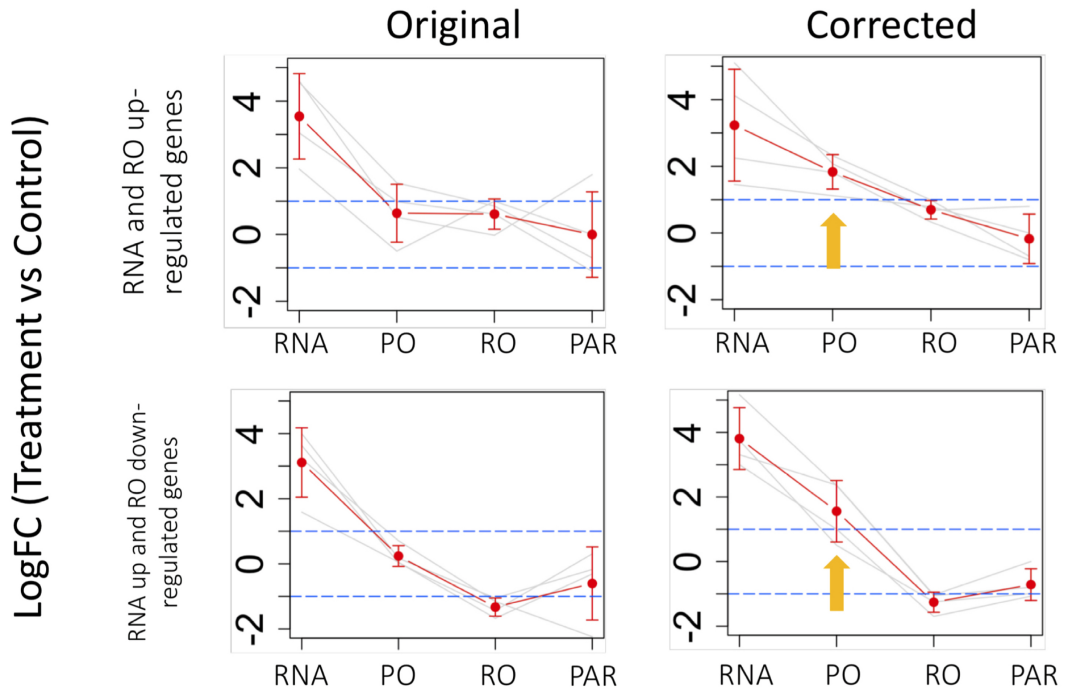 Original
Corrected
LogFC (Treatment vs Control)
RNA and RO up-
regulated genes
4
2
0
-2
RNA PO RO PAR
4
2
0
-2
RNA PO RO PAR
RNA up and RO down-
regulated genes
4
2
0
-2
RNA PO RO PAR
4
2
0
-2
RNA PO RO PAR